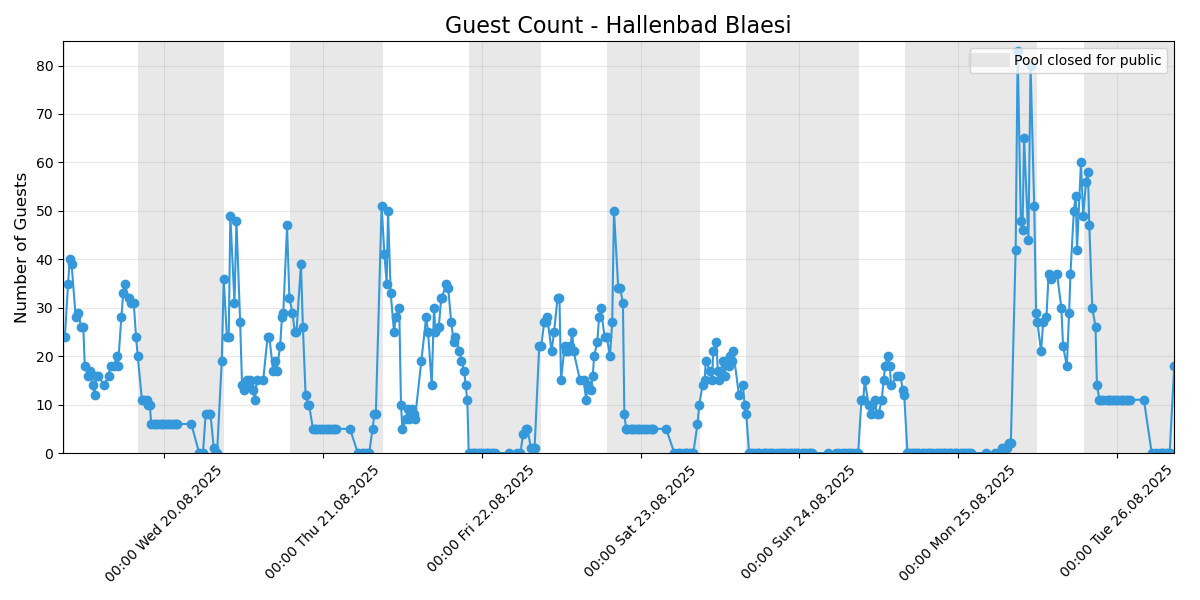 Guest Count - Hallenbad Blaesi
Pool closed for public
Number of Guests
80
70
60
50
40
30
20
10
0
00:00 Wed 20.08.2025
00:00 Thu 21.08.2025
00:00 Fri 22.08.2025
00:00 Sat 23.08.2025
00:00 Sun 24.08.2025
00:00 Mon 25.08.2025
00:00 Tue 26.08.2025